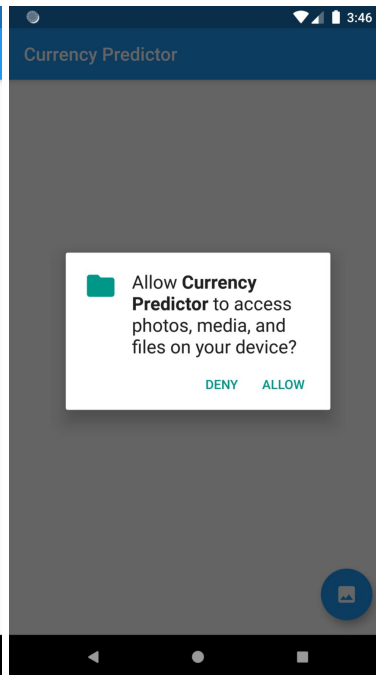 3:46
Currency Predictor
Allow Currency
Predictor to access
photos, media, and
files on your device?
DENY ALLOW